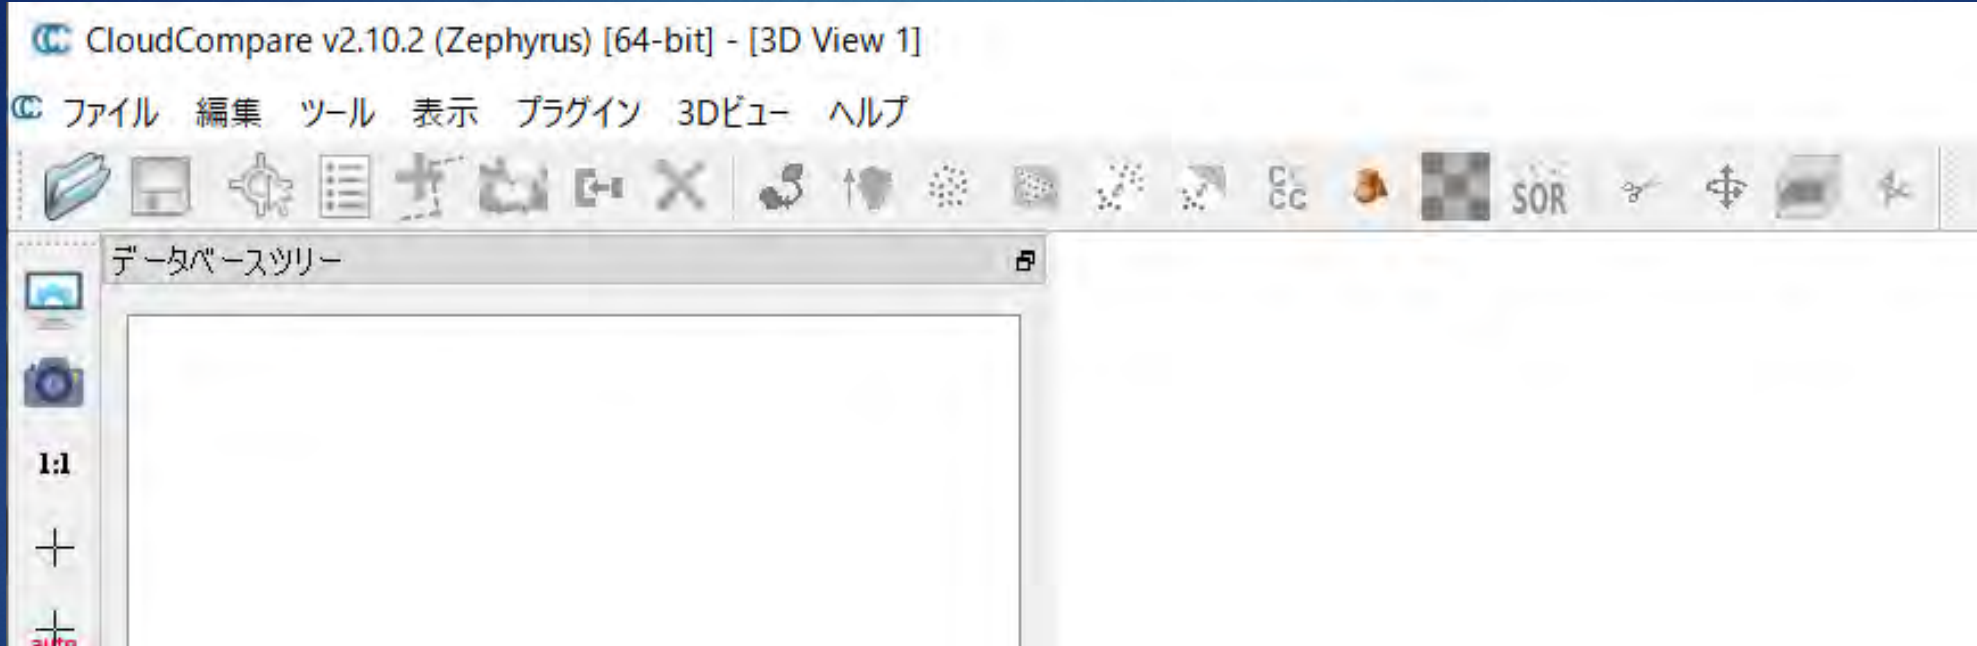 CloudCompare v2.10.2 (Zephyrus) [64-bit] - [3D View 1]
ファイル 編集 ツール 表示 プラグイン 3Dビュー ヘルプ
C C CC SOR
データベースツリー
1:1
auto